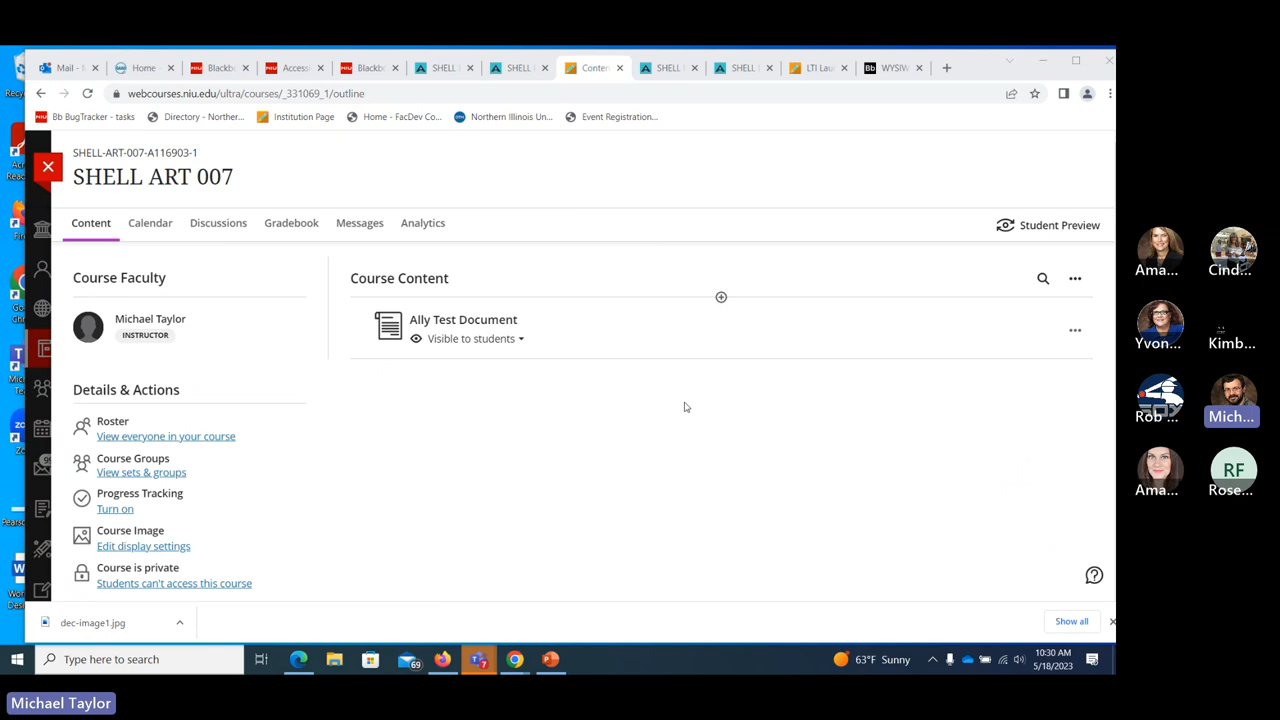 Mail -
Home -
Blackb
Access
Blackb
SHELL
SHELL
Conten
SHELL
SHELL
LTI Lau
WYSIW
webcourses.niu.edu/ultra/courses/_331069_1/outline
Bb BugTracker - tasks
Directory - Norther...
Institution Page
Home - FacDev Co...
Northern Illinois Un...
Event Registration...
SHELL-ART-007-A116903-1
SHELL ART 007
Content
Calendar
Discussions
Gradebook
Messages
Analytics
Student Preview
Course Faculty
Michael Taylor
INSTRUCTOR
Course Content
Ally Test Document
Visible to students
Details & Actions
Roster
View everyone in your course
Course Groups
View sets & groups
Progress Tracking
Turn on
Course Image
Edit display settings
Course is private
Students can't access this course
dec-image1.jpg
Show all
Type here to search
69
7
63°F Sunny
10:30 AM
5/18/2023
Ama...
Cind...
Yvon...
Kimb...
Rob ...
Mich...
Ama...
RF
Rose...
Michael Taylor